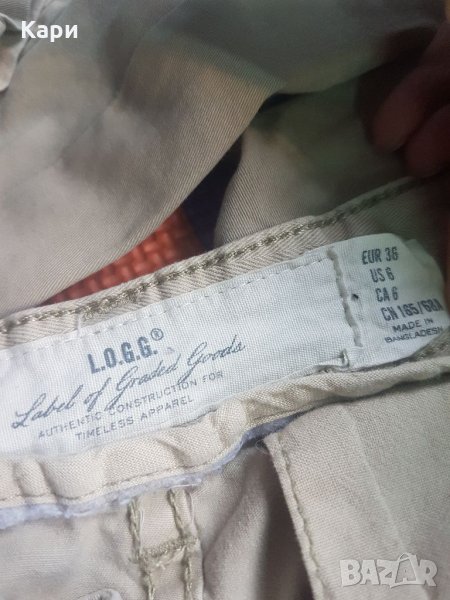 Кари
L.O.G.G.®
Label of Graded Goods
AUTHENTIC CONSTRUCTION FOR
TIMELESS APPAREL
EUR 36
US 6
CA 6
CN 165/68A
MADE IN
BANGLADESH
BAZAR